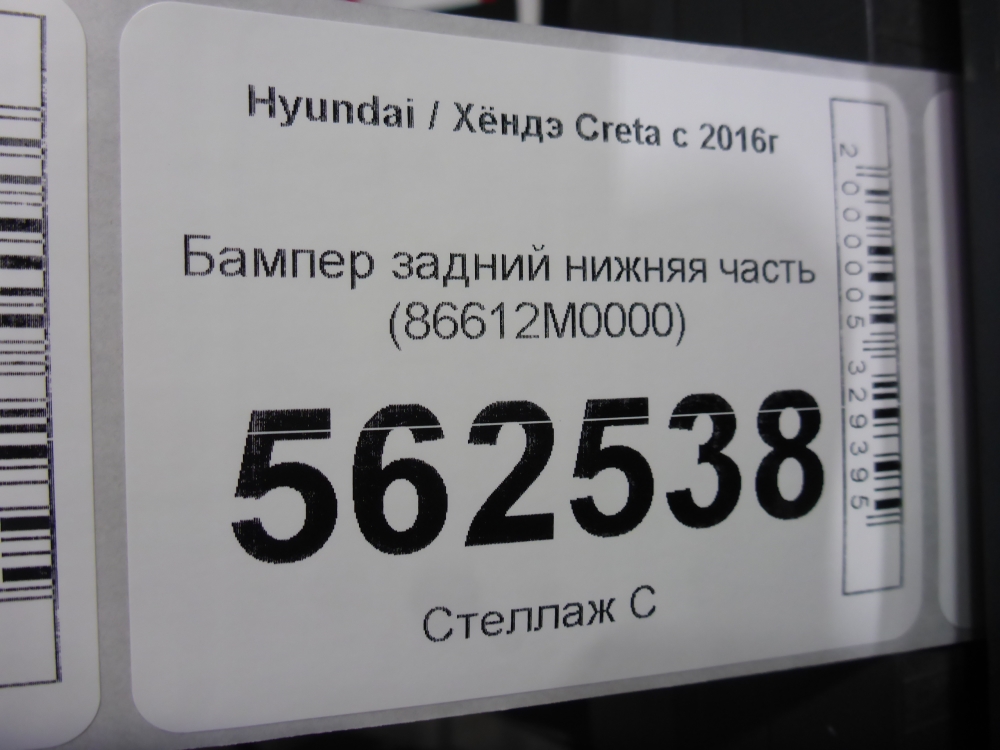 Hyundai / Хёндэ Creta с 2016г
Бампер задний нижняя часть
(86612M0000)
562538
Стеллаж С
2000005329395